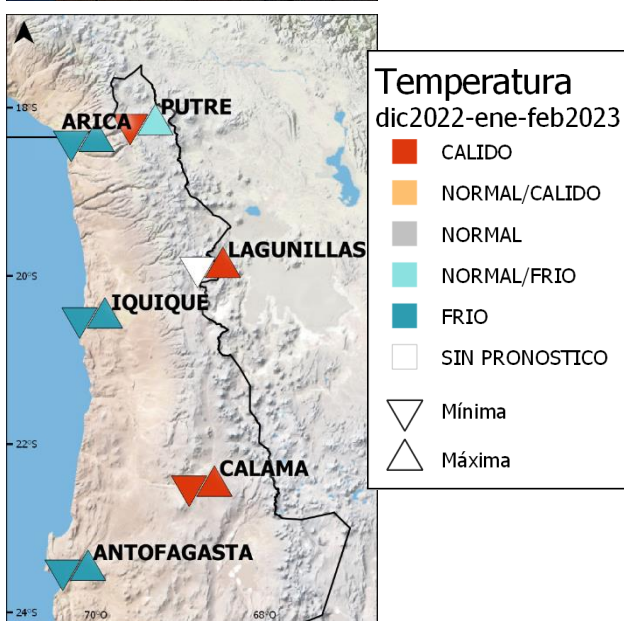 Temperatura
dic2022-ene-feb2023
CALIDO
NORMAL/CALIDO
NORMAL
NORMAL/FRIO
FRIO
SIN PRONOSTICO
Mínima
Máxima
18°S
ARICA
PUTRE
LAGUNILLAS
20°S
IQUIQUE
22°S
CALAMA
ANTOFAGASTA
24°S
70°O
68°O